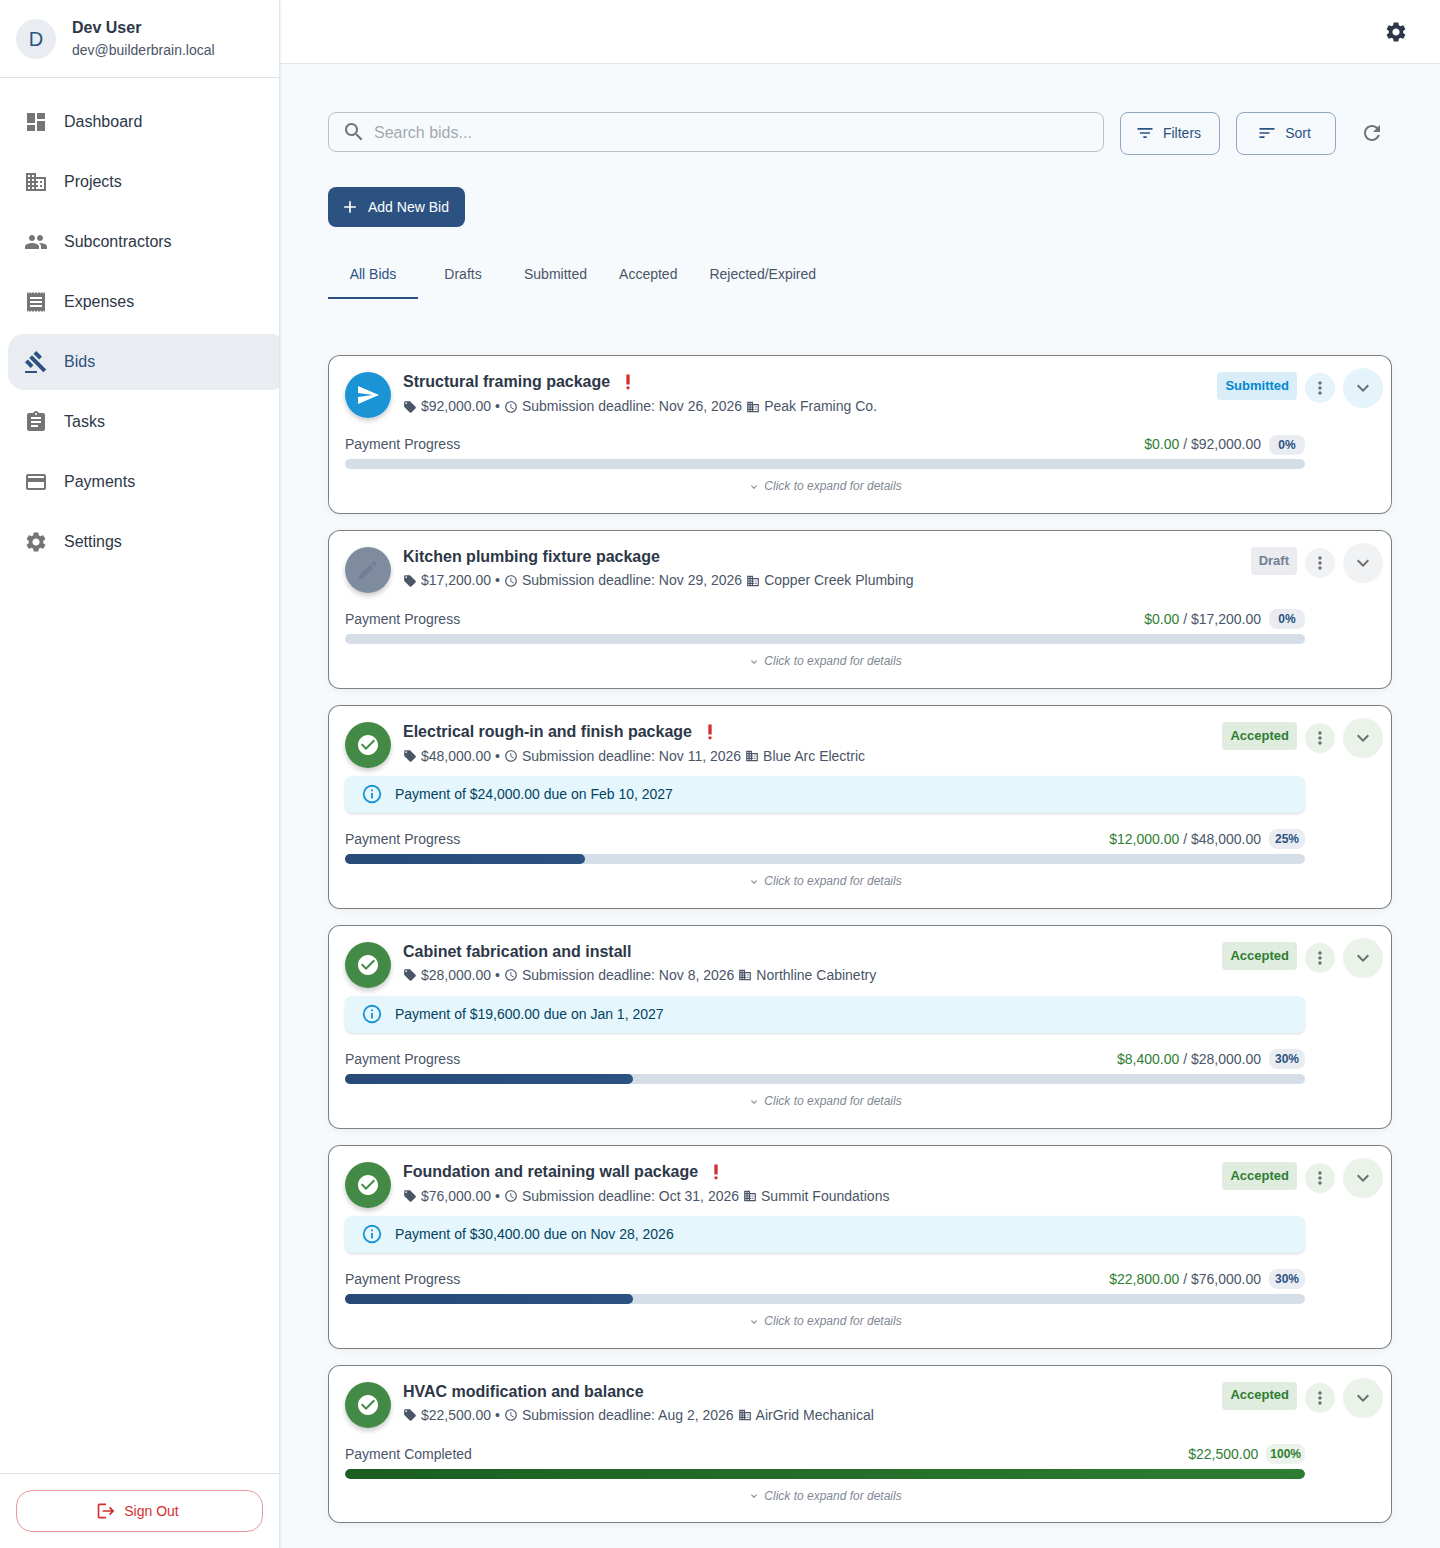 D
Dev User
dev@builderbrain.local
Dashboard
Projects
Subcontractors
Expenses
Bids
Tasks
Payments
Settings
Sign Out
Search bids...
Filters
Sort
Add New Bid
All Bids
Drafts
Submitted
Accepted
Rejected/Expired
Structural framing package
Submitted
$92,000.00 • Submission deadline: Nov 26, 2026 Peak Framing Co.
Payment Progress
$0.00 / $92,000.00 0%
Click to expand for details
Kitchen plumbing fixture package
Draft
$17,200.00 • Submission deadline: Nov 29, 2026 Copper Creek Plumbing
Payment Progress
$0.00 / $17,200.00 0%
Click to expand for details
Electrical rough-in and finish package
Accepted
$48,000.00 • Submission deadline: Nov 11, 2026 Blue Arc Electric
Payment of $24,000.00 due on Feb 10, 2027
Payment Progress
$12,000.00 / $48,000.00 25%
Click to expand for details
Cabinet fabrication and install
Accepted
$28,000.00 • Submission deadline: Nov 8, 2026 Northline Cabinetry
Payment of $19,600.00 due on Jan 1, 2027
Payment Progress
$8,400.00 / $28,000.00 30%
Click to expand for details
Foundation and retaining wall package
Accepted
$76,000.00 • Submission deadline: Oct 31, 2026 Summit Foundations
Payment of $30,400.00 due on Nov 28, 2026
Payment Progress
$22,800.00 / $76,000.00 30%
Click to expand for details
HVAC modification and balance
Accepted
$22,500.00 • Submission deadline: Aug 2, 2026 AirGrid Mechanical
Payment Completed
$22,500.00 100%
Click to expand for details